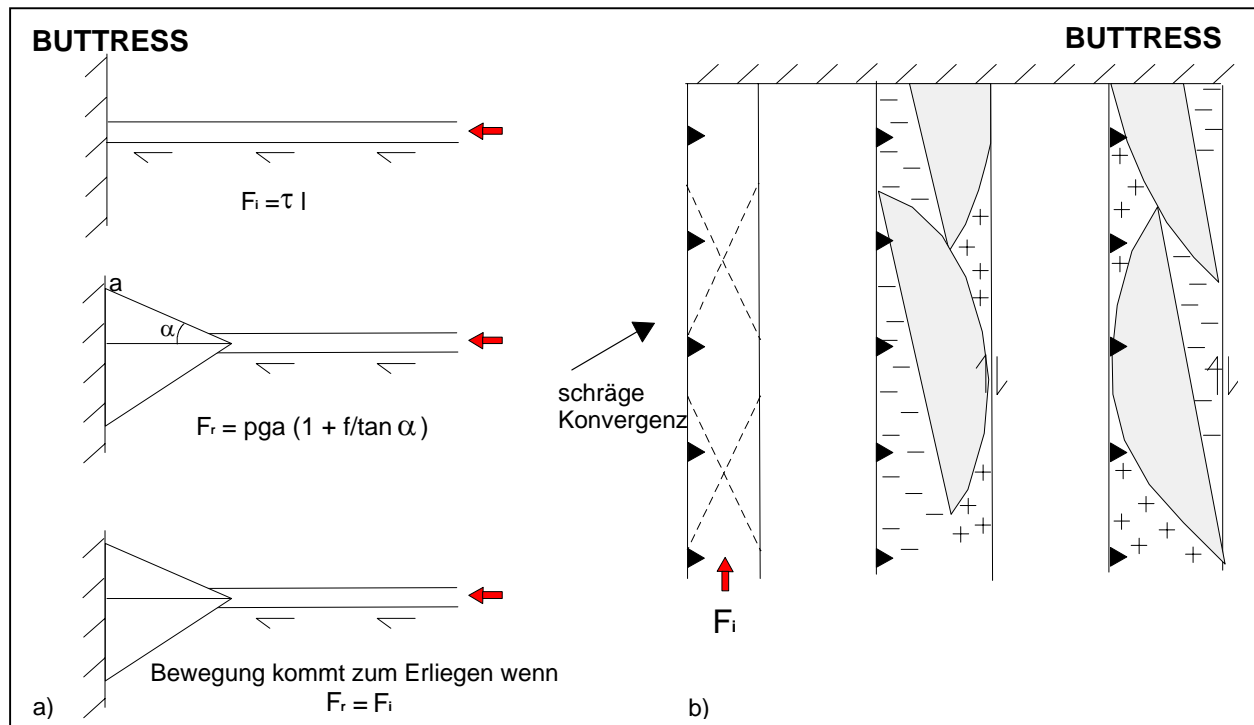 BUTTRESS
Fi = τ l
a
α
Fr = pga (1 + f/tan α)
Bewegung kommt zum Erliegen wenn
Fr = Fi
a)
BUTTRESS
schräge
Konvergenz
Fi
b)